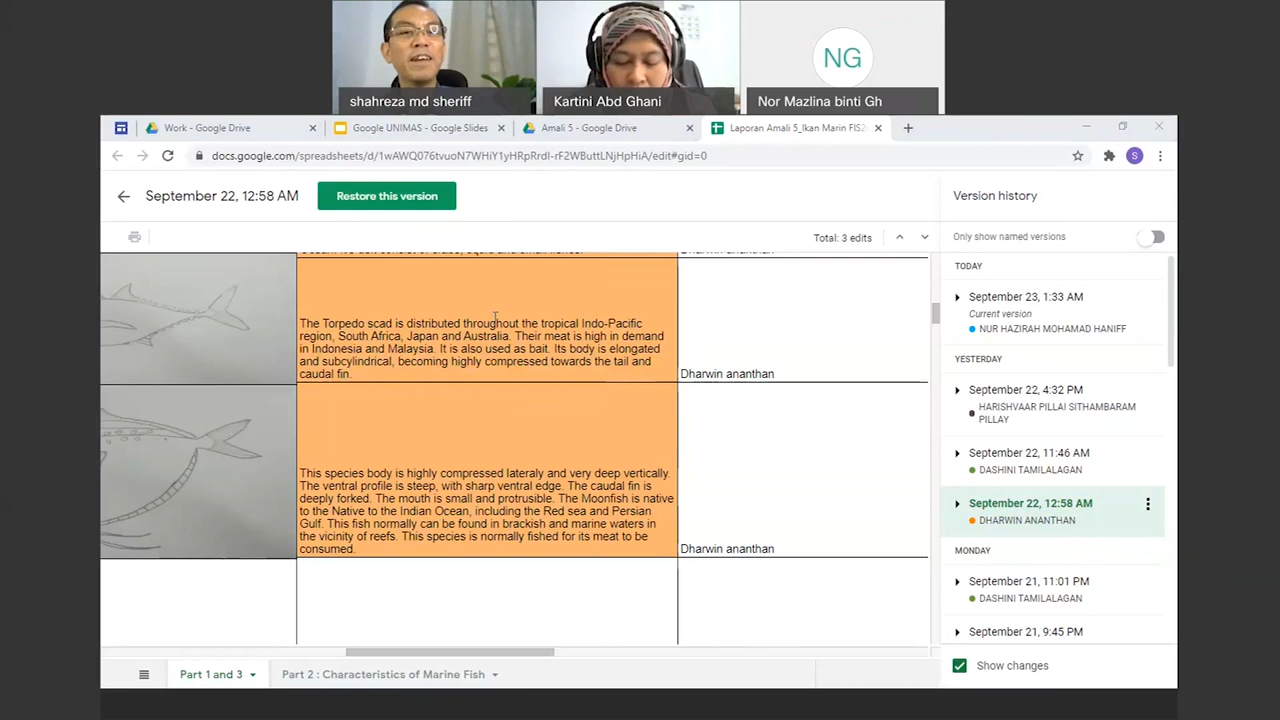 NG
shahreza md sheriff
Kartini Abd Ghani
Nor Mazlina binti Gh
Work - Google Drive
Google UNIMAS - Google Slides
Amali 5 - Google Drive
Laporan Amali 5_Ikan Marin FIS2
docs.google.com/spreadsheets/d/1wAWQ076tvuoN7WHiY1yHRpRrdI-rF2WButtLNjHpHiA/edit#gid=0
S
September 22, 12:58 AM
Restore this version
Version history
Total: 3 edits
Only show named versions
Dharwin ananthan
The Torpedo scad is distributed throughout the tropical Indo-Pacific
region, South Africa, Japan and Australia. Their meat is high in demand
in Indonesia and Malaysia. It is also used as bait. Its body is elongated
and subcylindrical, becoming highly compressed towards the tail and
caudal fin.
Dharwin ananthan
This species body is highly compressed lateraly and very deep vertically.
The ventral profile is steep, with sharp ventral edge. The caudal fin is
deeply forked. The mouth is small and protrusible. The Moonfish is native
to the Native to the Indian Ocean, including the Red sea and Persian
Gulf. This fish normally can be found in brackish and marine waters in
the vicinity of reefs. This species is normally fished for its meat to be
consumed.
Dharwin ananthan
TODAY
September 23, 1:33 AM
Current version
NUR HAZIRAH MOHAMAD HANIFF
YESTERDAY
September 22, 4:32 PM
HARISHVAAR PILLAI SITHAMBARAM
PILLAY
September 22, 11:46 AM
DASHINI TAMILALAGAN
September 22, 12:58 AM
DHARWIN ANANTHAN
MONDAY
September 21, 11:01 PM
DASHINI TAMILALAGAN
September 21, 9:45 PM
Show changes
Part 1 and 3
Part 2 : Characteristics of Marine Fish